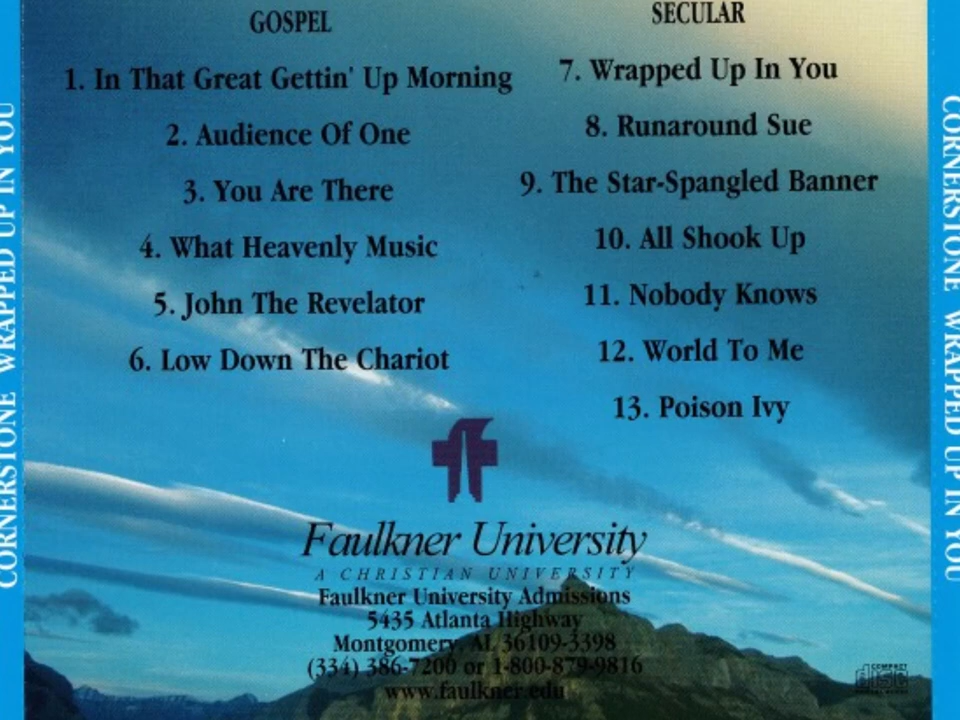 GOSPEL
1. In That Great Gettin' Up Morning
2. Audience Of One
3. You Are There
4. What Heavenly Music
5. John The Revelator
6. Low Down The Chariot
SECULAR
7. Wrapped Up In You
8. Runaround Sue
9. The Star-Spangled Banner
10. All Shook Up
11. Nobody Knows
12. World To Me
13. Poison Ivy
Faulkner University
A CHRISTIAN UNIVERSITY
Faulkner University Admissions
5435 Atlanta Highway
Montgomery, AL 36109-3398
(334) 386-7200 or 1-800-879-9816
www.faulkner.edu
COMPACT
disc
DIGITAL AUDIO
CORNERSTONE WRAPPED UP IN YOU
CORNERSTONE WRAPPED UP IN YOU